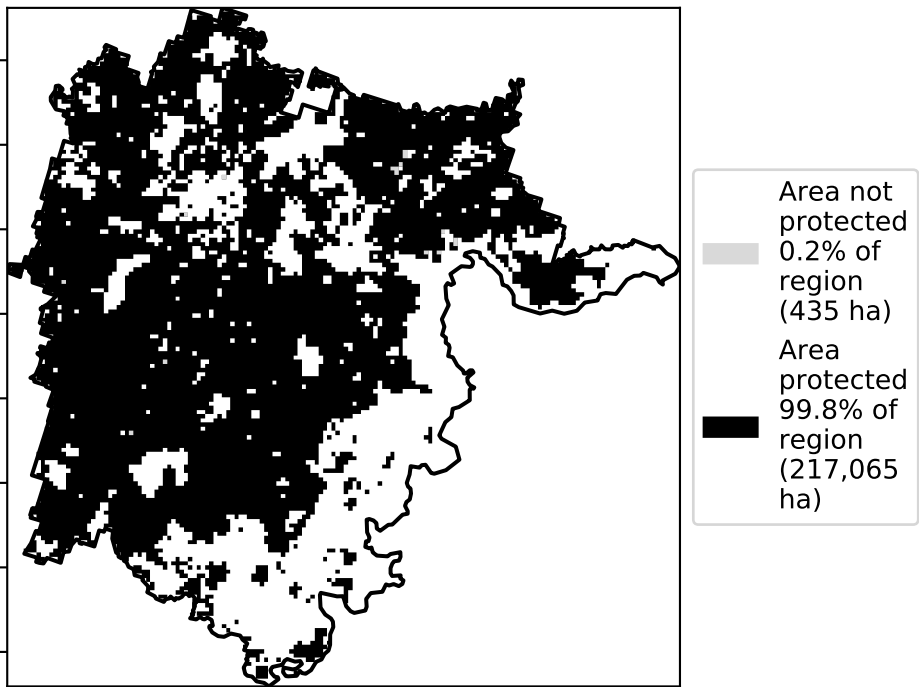 Area not
protected
0.2% of
region
(435 ha)
Area
protected
99.8% of
region
(217,065
ha)